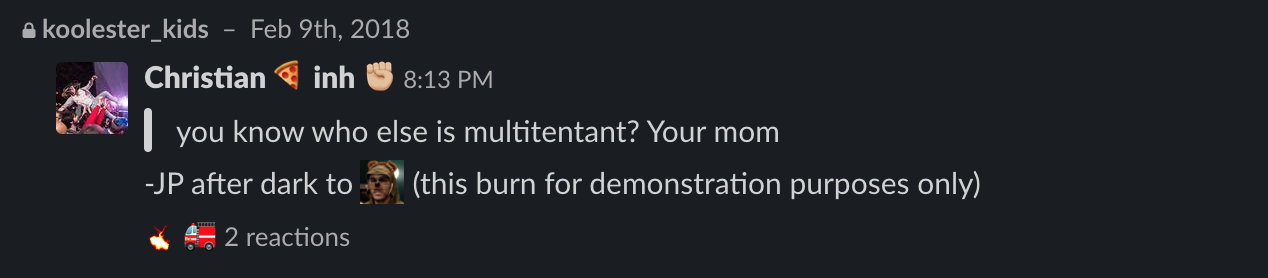 koolester_kids – Feb 9th, 2018
Christian 🍕 inh ✊🏼 8:13 PM
you know who else is multitentant? Your mom
-JP after dark to (this burn for demonstration purposes only)
2 reactions